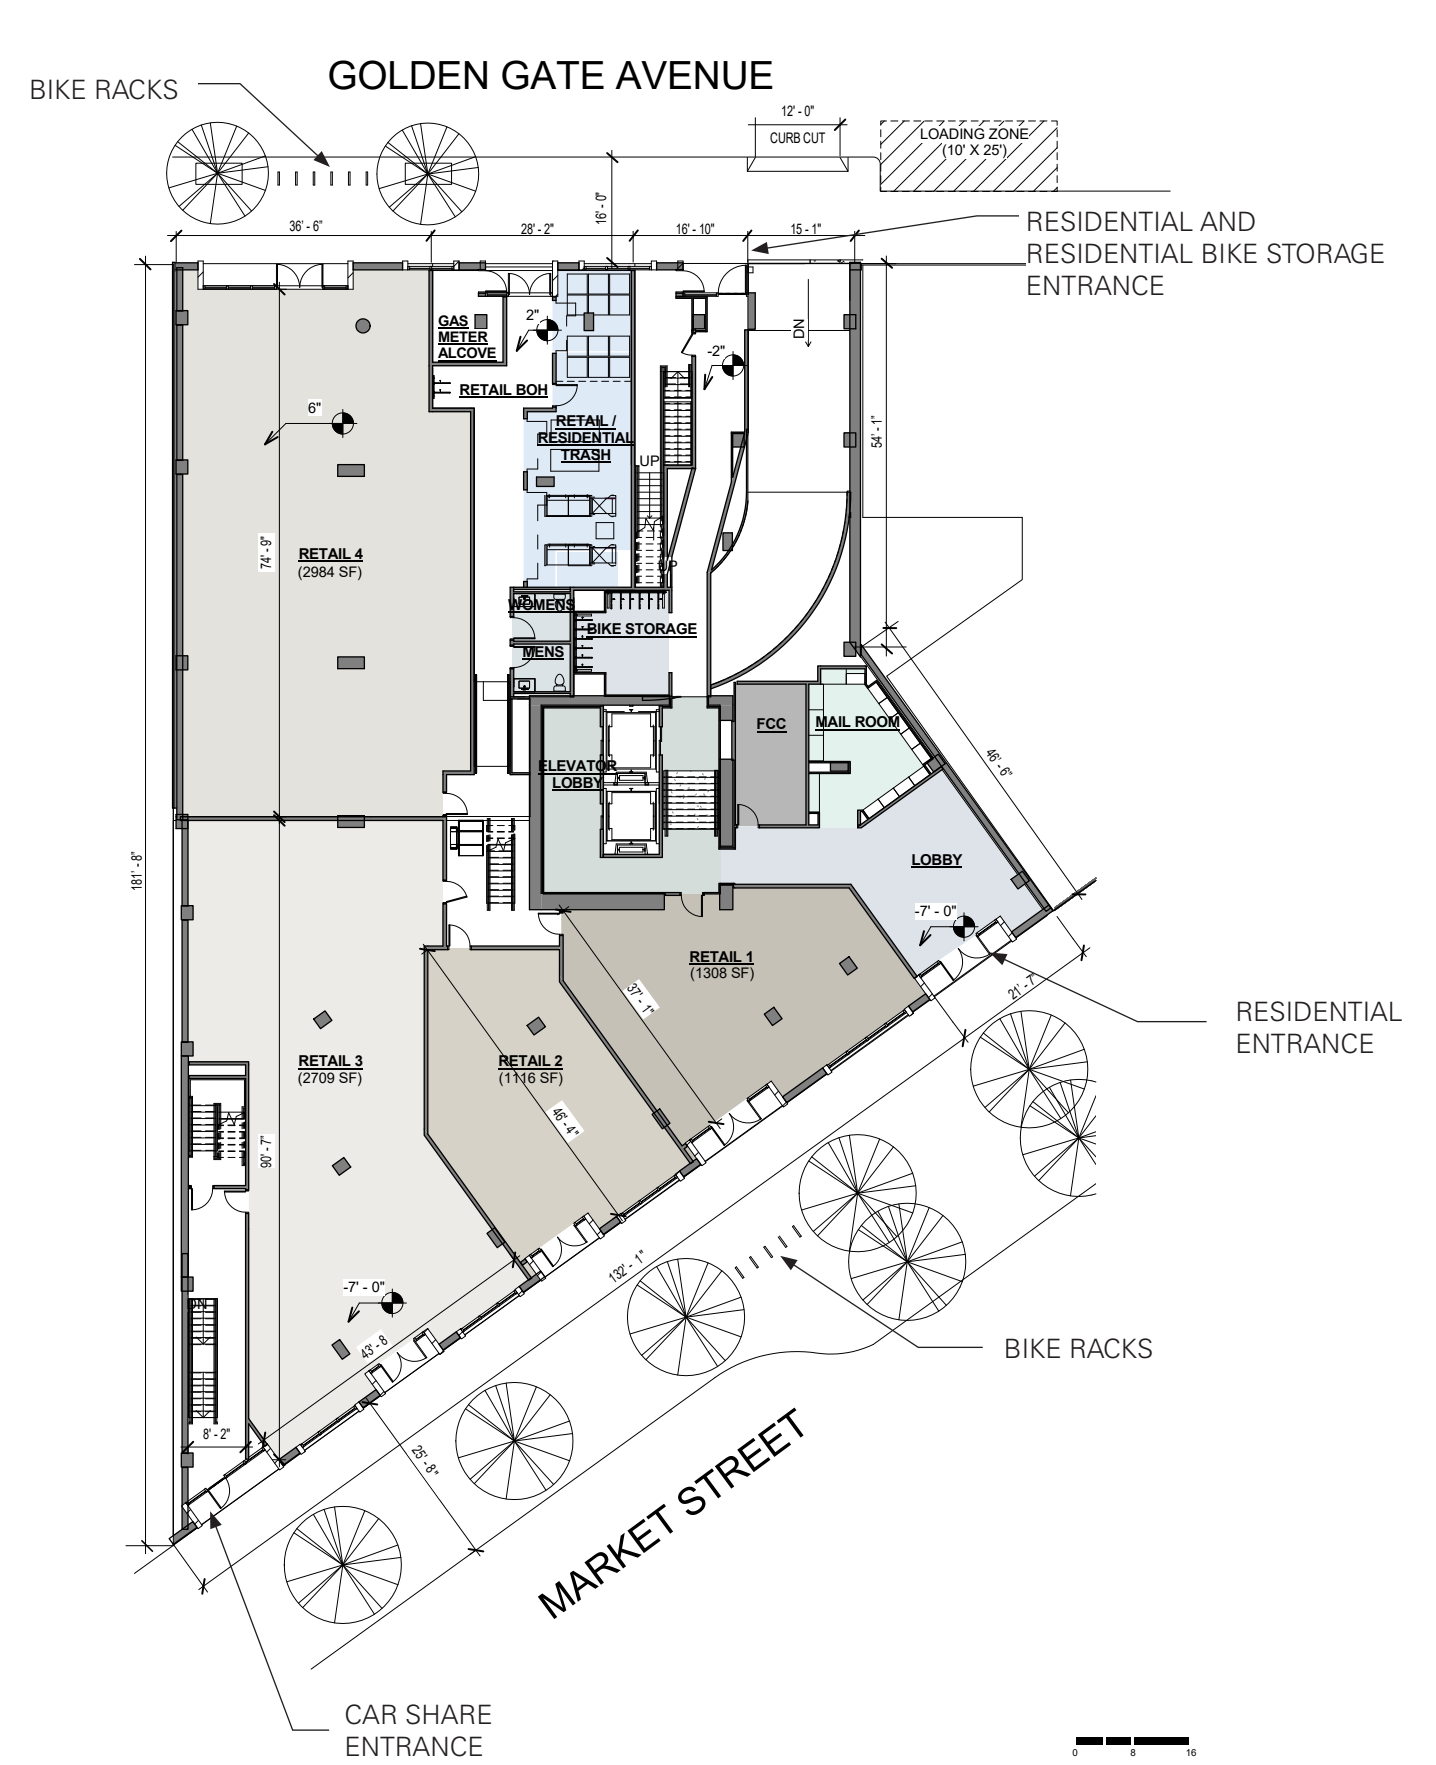 GOLDEN GATE AVENUE
BIKE RACKS
12' - 0"
CURB CUT
LOADING ZONE
(10' X 25')
16' - 0"
36' - 6"
28' - 2"
16' - 10"
15' - 1"
RESIDENTIAL AND
RESIDENTIAL BIKE STORAGE
ENTRANCE
GAS
METER
ALCOVE
2"
-2"
DN
RETAIL BOH
6"
RETAIL /
RESIDENTIAL
TRASH
54' - 1"
UP
74' - 9"
RETAIL 4
(2984 SF)
UP
WOMENS
BIKE STORAGE
MENS
FCC
MAIL ROOM
ELEVATOR
LOBBY
46' - 6"
181' - 8"
LOBBY
-7' - 0"
RETAIL 1
(1308 SF)
37' - 1"
21' - 7"
RESIDENTIAL
ENTRANCE
RETAIL 3
(2709 SF)
RETAIL 2
(1116 SF)
46' - 4"
90' - 7"
132' - 1"
-7' - 0"
DN
43' - 8
BIKE RACKS
8' - 2"
25' - 8"
MARKET STREET
CAR SHARE
ENTRANCE
0 8 16